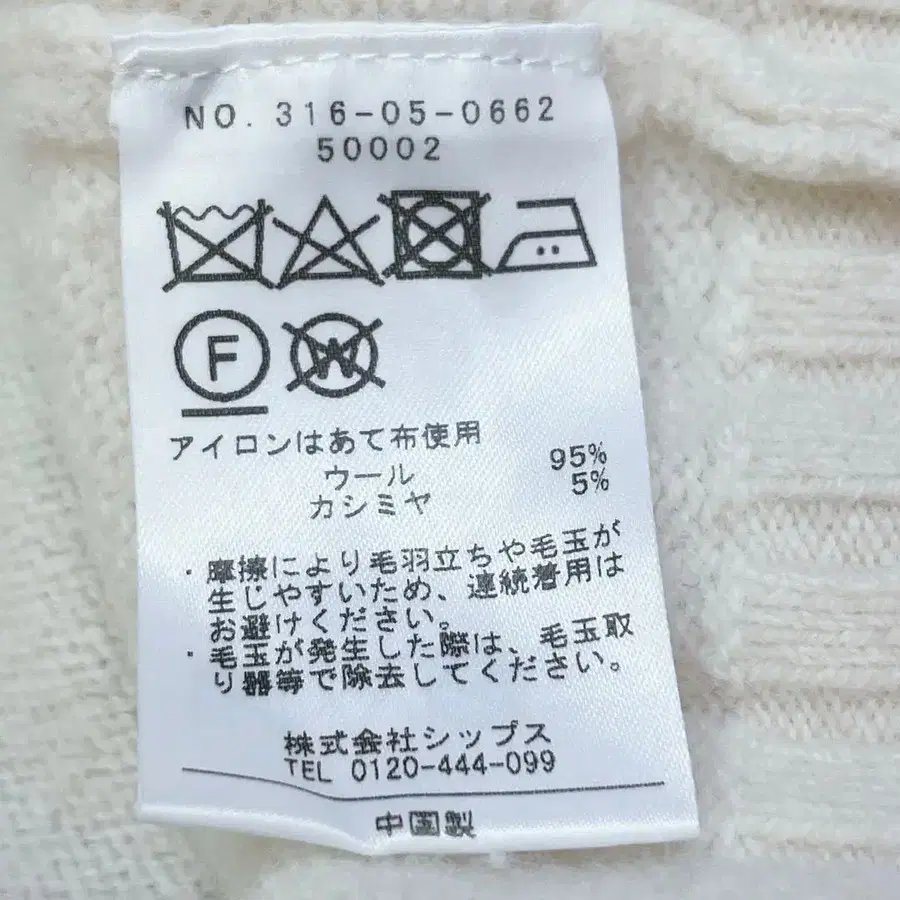 NO. 316-05-0662
50002
F
W
アイロンはあて布使用
ウール 95%
カシミヤ 5%
・摩擦により毛羽立ちや毛玉が
生じやすいため、連続着用は
お避けください。
・毛玉が発生した際は、毛玉取
り器等で除去してください。
株式会社シップス
TEL 0120-444-099
中国製